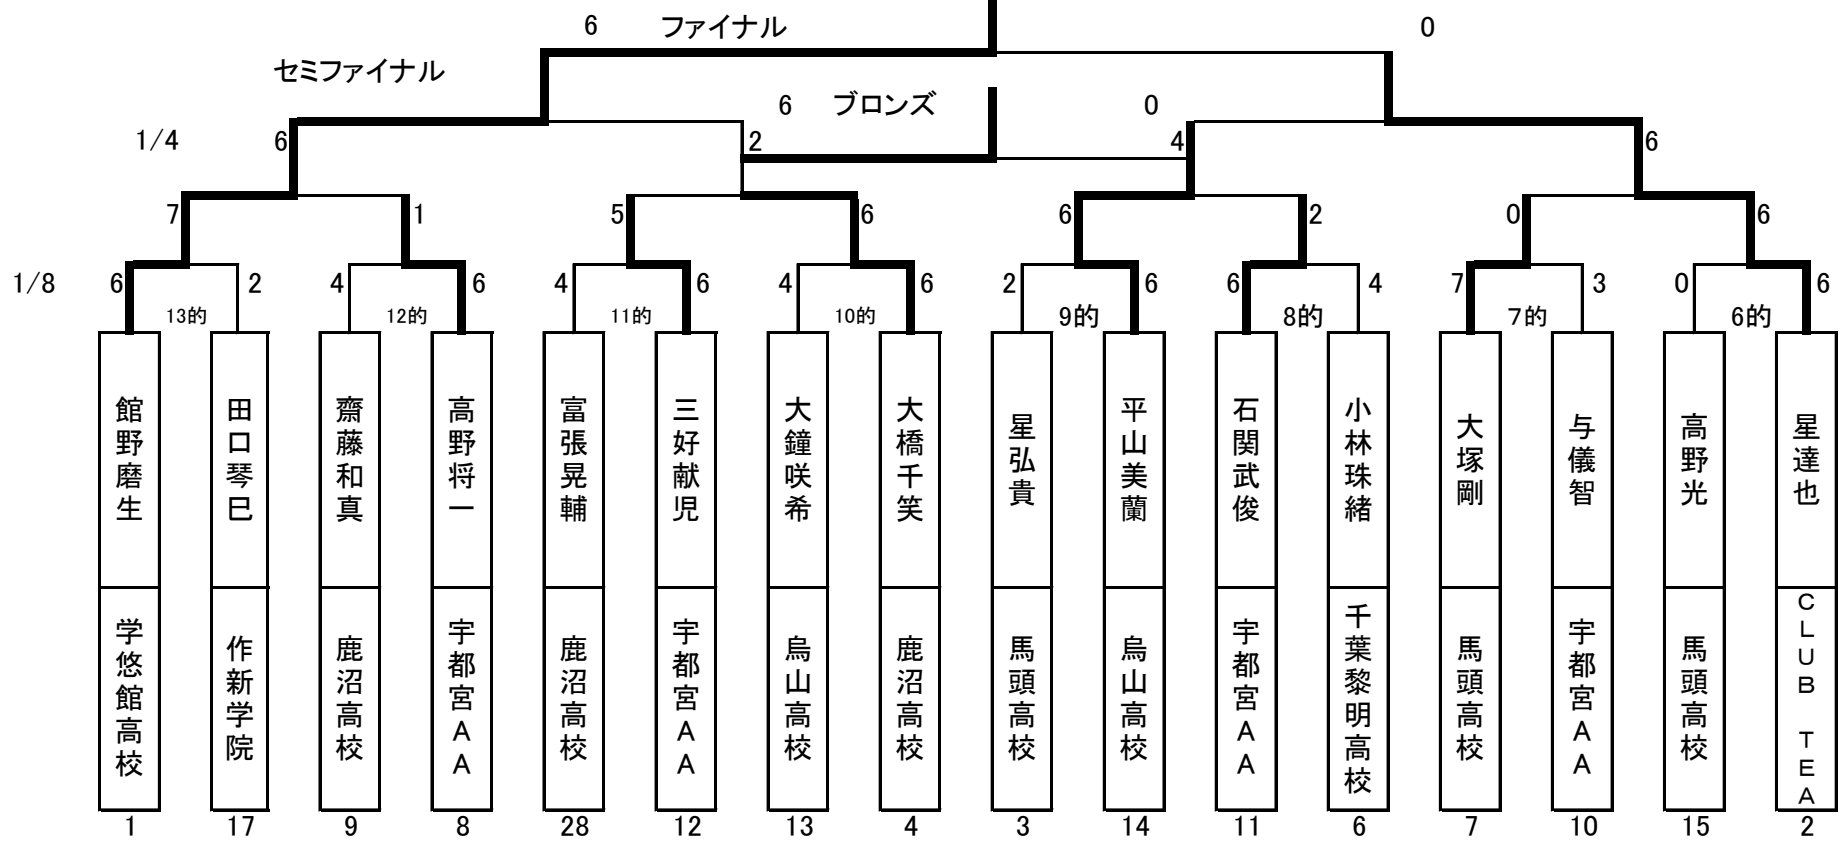 6 ファイナル 0
セミファイナル
6 ブロンズ 0
1/4 6 2 4 6
7 1 5 6 6 2 0 6
1/8 6 2 4 6 4 6 4 6 2 6 6 4 7 3 0 6
13的 12的 11的 10的 9的 8的 7的 6的
館野磨生
田口琴巳
齋藤和真
高野将一
富張晃輔
三好献児
大鐘咲希
大橋千笑
星弘貴
平山美蘭
石関武俊
小林珠緒
大塚剛
与儀智
高野光
星達也
学悠館高校
作新学院
鹿沼高校
宇都宮AA
鹿沼高校
宇都宮AA
烏山高校
鹿沼高校
馬頭高校
烏山高校
宇都宮AA
千葉黎明高校
馬頭高校
宇都宮AA
馬頭高校
CLUB TEA
1 17 9 8 28 12 13 4 3 14 11 6 7 10 15 2